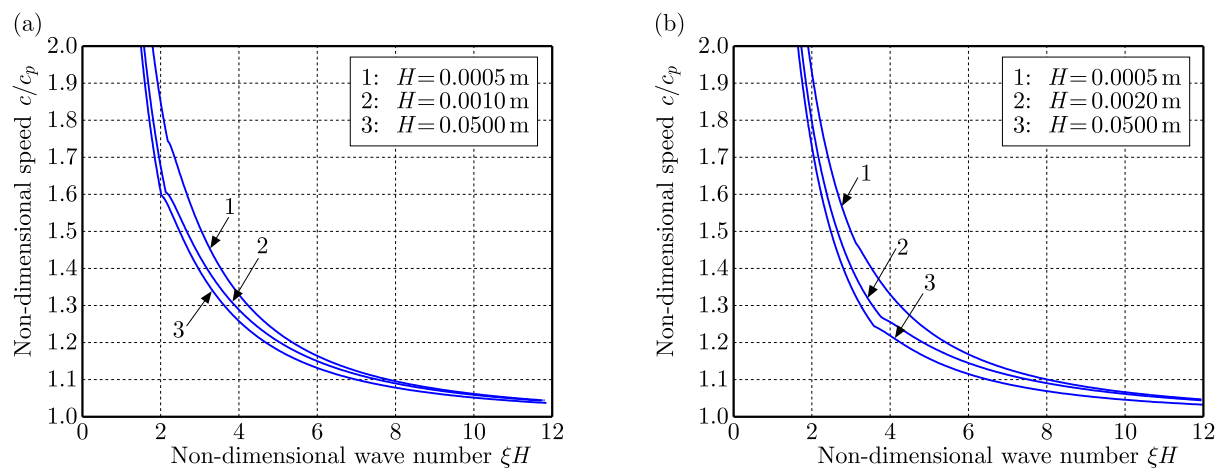 (a)
Non-dimensional speed c/cₚ
2.0
1.9
1.8
1.7
1.6
1.5
1.4
1.3
1.2
1.1
1.0
1: H=0.0005 m
2: H=0.0010 m
3: H=0.0500 m
1
2
3
0 2 4 6 8 10 12
Non-dimensional wave number ξH
(b)
Non-dimensional speed c/cₚ
2.0
1.9
1.8
1.7
1.6
1.5
1.4
1.3
1.2
1.1
1.0
1: H=0.0005 m
2: H=0.0020 m
3: H=0.0500 m
1
2
3
0 2 4 6 8 10 12
Non-dimensional wave number ξH